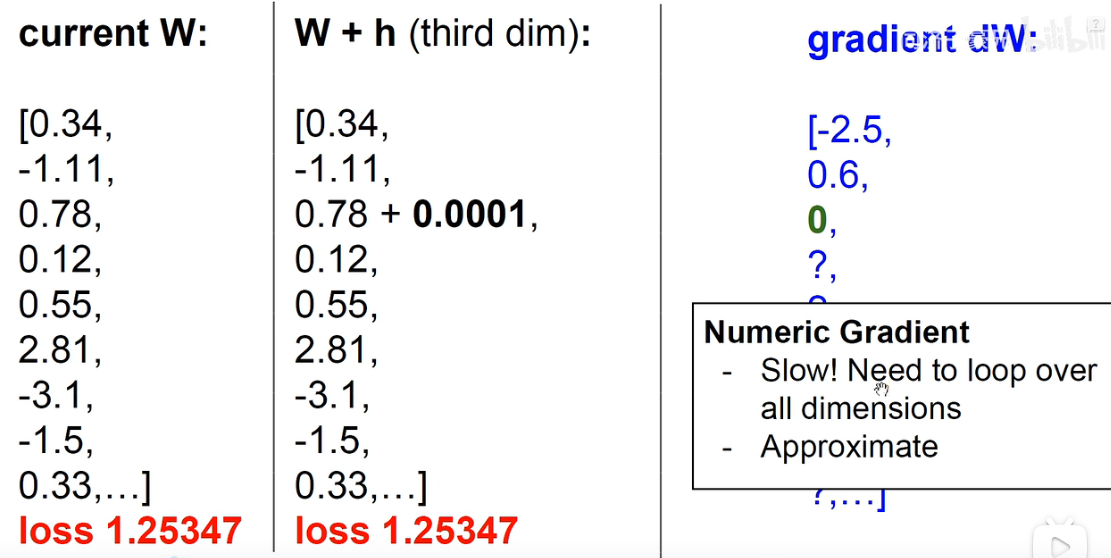 current W:
[0.34,
-1.11,
0.78,
0.12,
0.55,
2.81,
-3.1,
-1.5,
0.33,…]
loss 1.25347
W + h (third dim):
[0.34,
-1.11,
0.78 + 0.0001,
0.12,
0.55,
2.81,
-3.1,
-1.5,
0.33,…]
loss 1.25347
gradient dW:
[-2.5,
0.6,
0,
?,
?,…]
Numeric Gradient
- Slow! Need to loop over
all dimensions
- Approximate